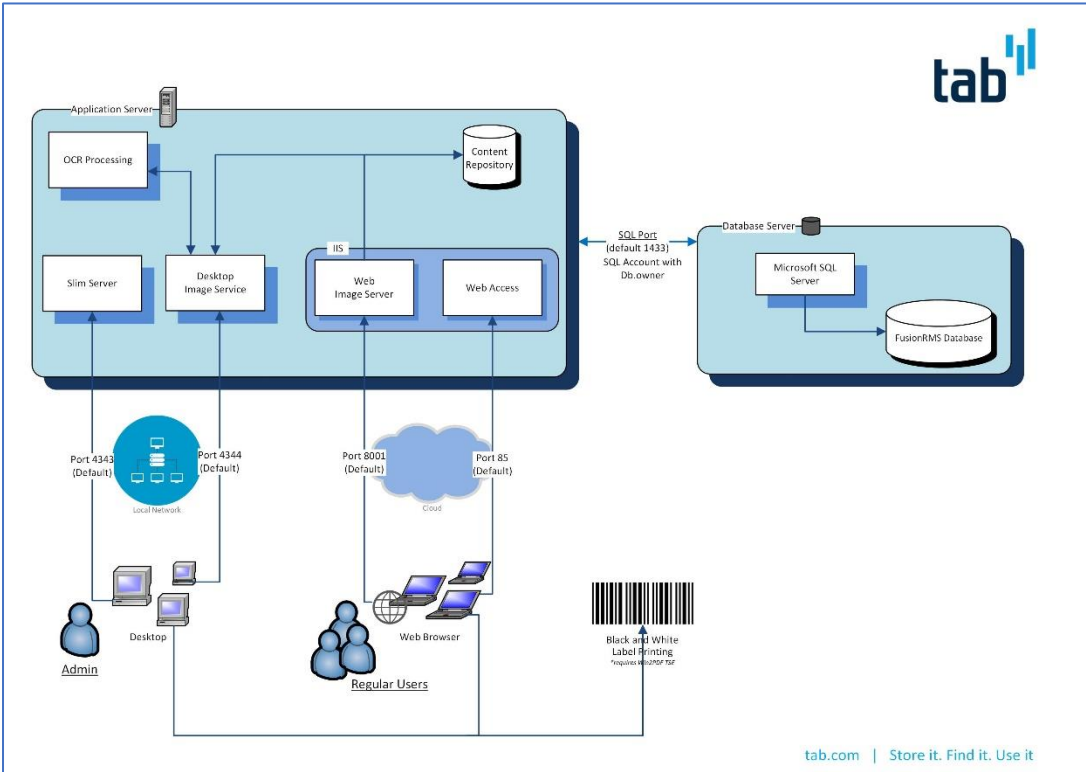 tab
Application Server
OCR Processing
Content
Repository
IIS
Slim Server
Desktop
Image Service
Web
Image Server
Web Access
SQL Port
(default 1433)
SQL Account with
Db.owner
Database Server
Microsoft SQL
Server
FusionRMS Database
Port 4343
(Default)
Port 4344
(Default)
Local Network
Port 8001
(Default)
Port 85
(Default)
Cloud
Desktop
Admin
Web Browser
Regular Users
Black and White
Label Printing
*requires Win2PDF TSE
tab.com | Store it. Find it. Use it